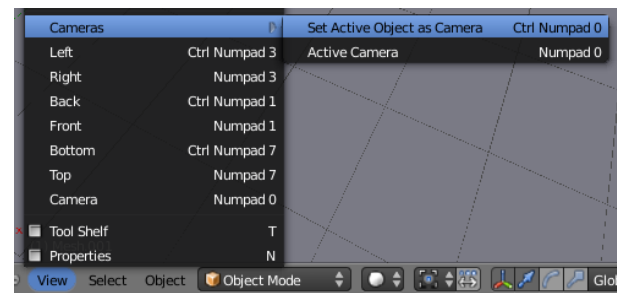 Cameras
Set Active Object as Camera Ctrl Numpad 0
Left Ctrl Numpad 3
Active Camera Numpad 0
Right Numpad 3
Back Ctrl Numpad 1
Front Numpad 1
Bottom Ctrl Numpad 7
Top Numpad 7
Camera Numpad 0
Tool Shelf T
Properties N
View Select Object Object Mode Glo